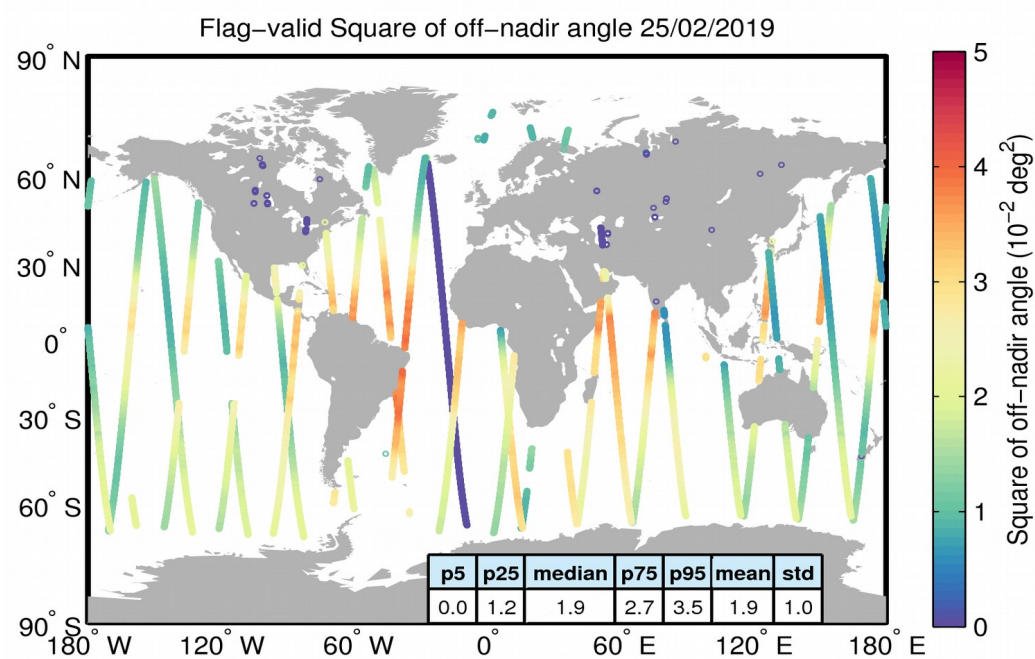 Flag−valid Square of off−nadir angle 25/02/2019
90° N
60° N
30° N
0°
30° S
60° S
90° S
180° W
120° W
60° W
0°
60° E
120° E
180° E
p5 p25 median p75 p95 mean std
0.0 1.2 1.9 2.7 3.5 1.9 1.0
5
4
3
2
1
0
Square of off−nadir angle (10⁻² deg²)